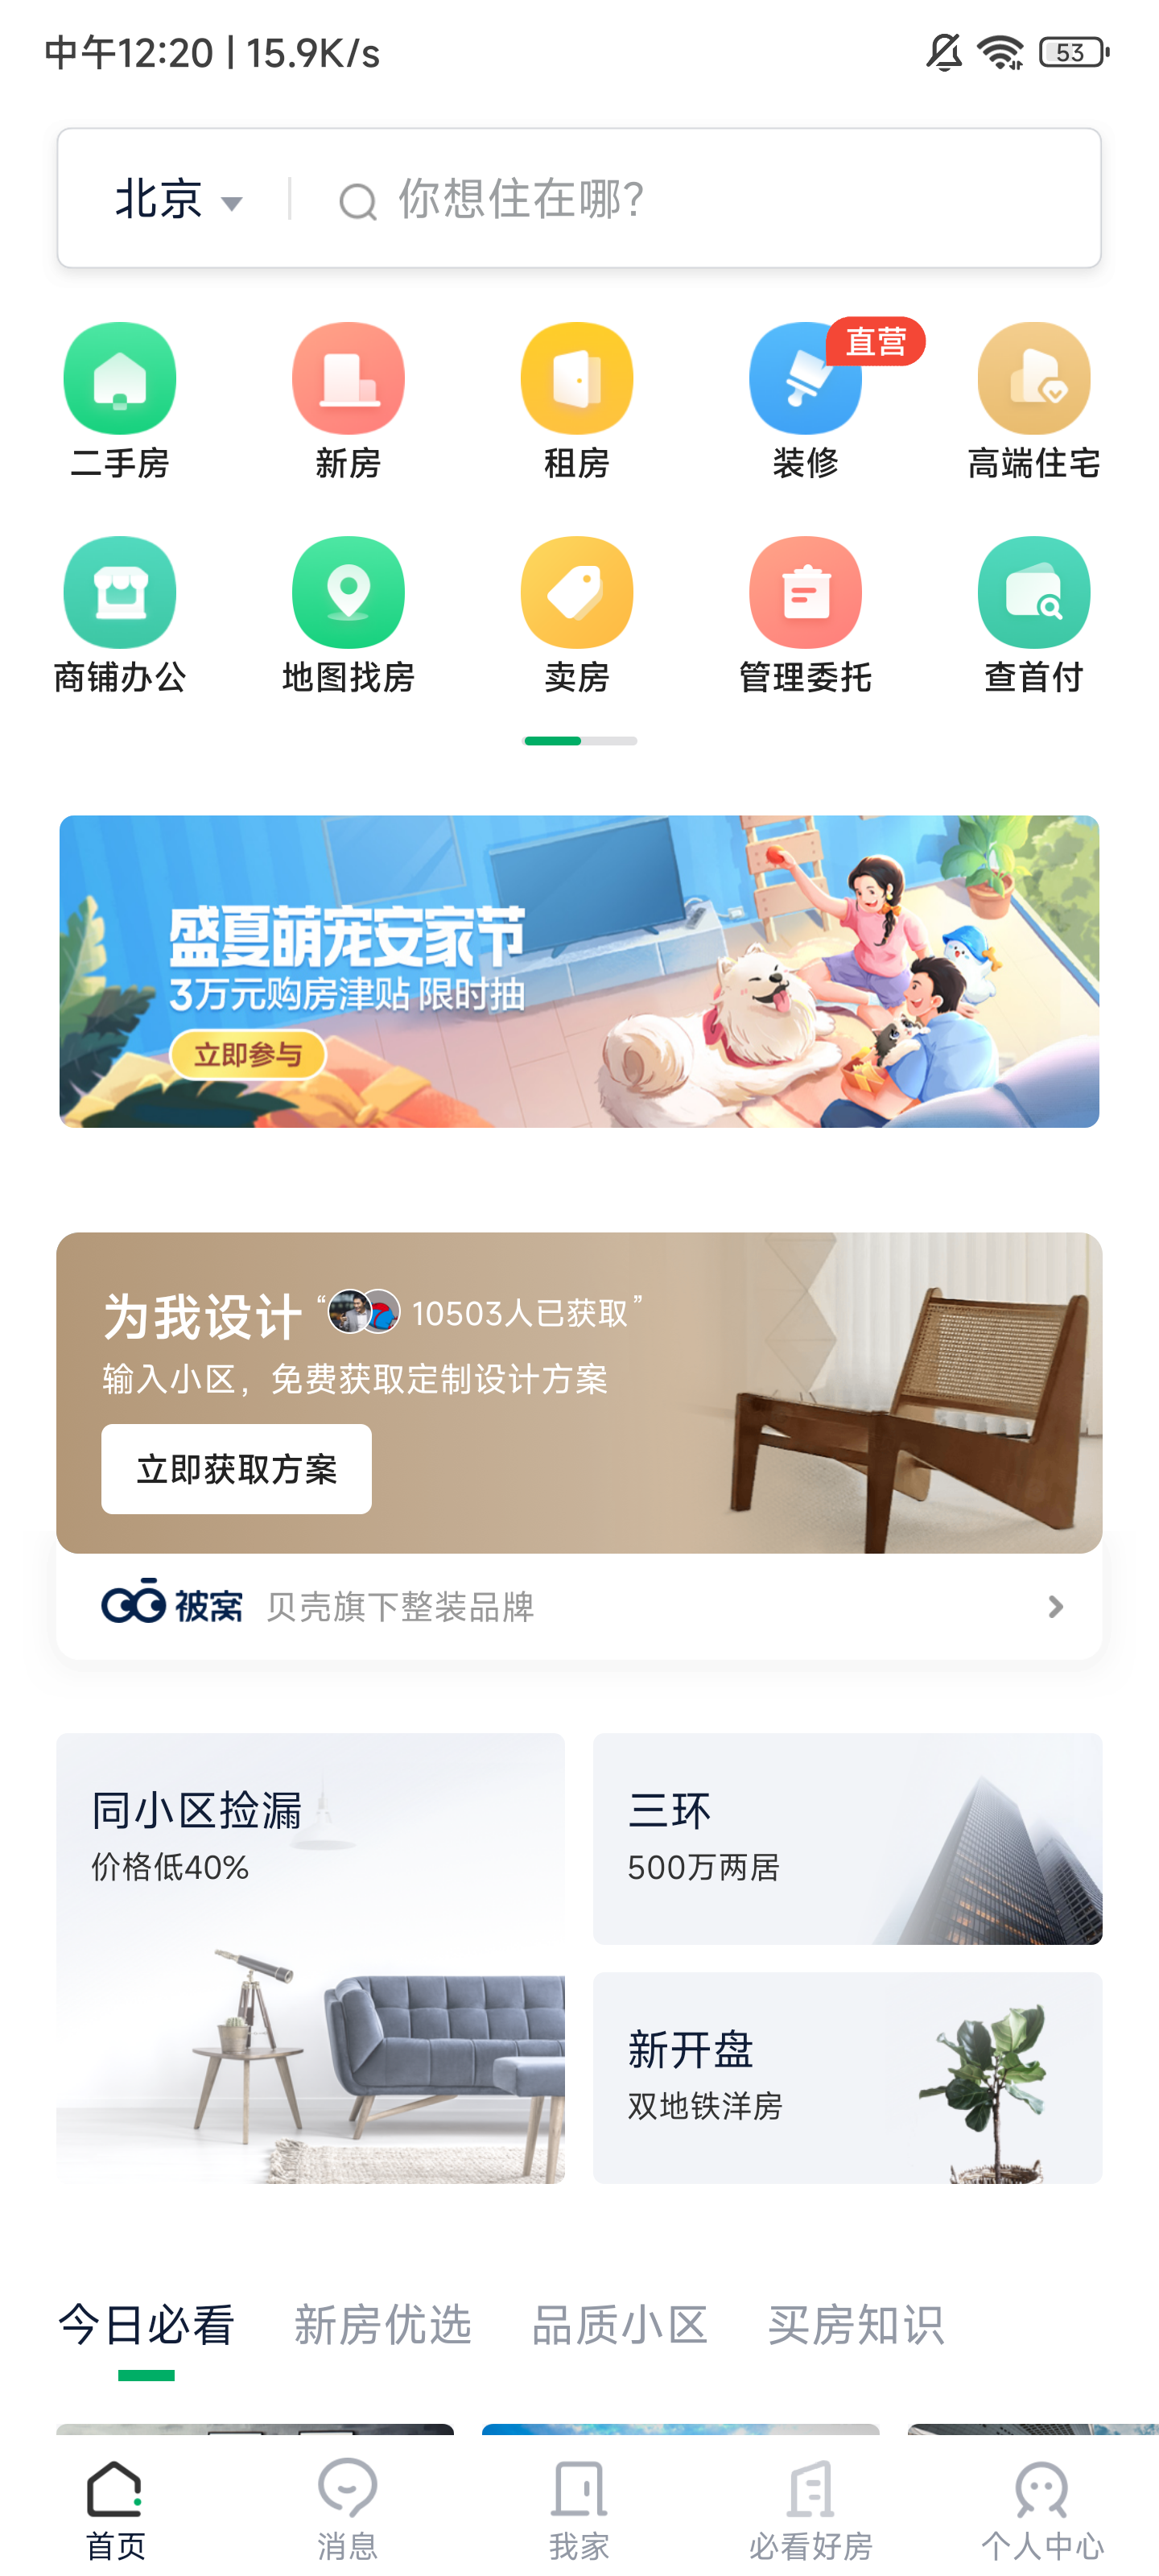 中午12:20 | 15.9K/s
53
北京
你想住在哪?
直营
二手房 新房 租房 装修 高端住宅
商铺办公 地图找房 卖房 管理委托 查首付
盛夏萌宠安家节
3万元购房津贴 限时抽
立即参与
为我设计 “ 10503人已获取 ”
输入小区，免费获取定制设计方案
立即获取方案
被窝 贝壳旗下整装品牌
同小区捡漏
价格低40%
三环
500万两居
新开盘
双地铁洋房
今日必看 新房优选 品质小区 买房知识
首页 消息 我家 必看好房 个人中心